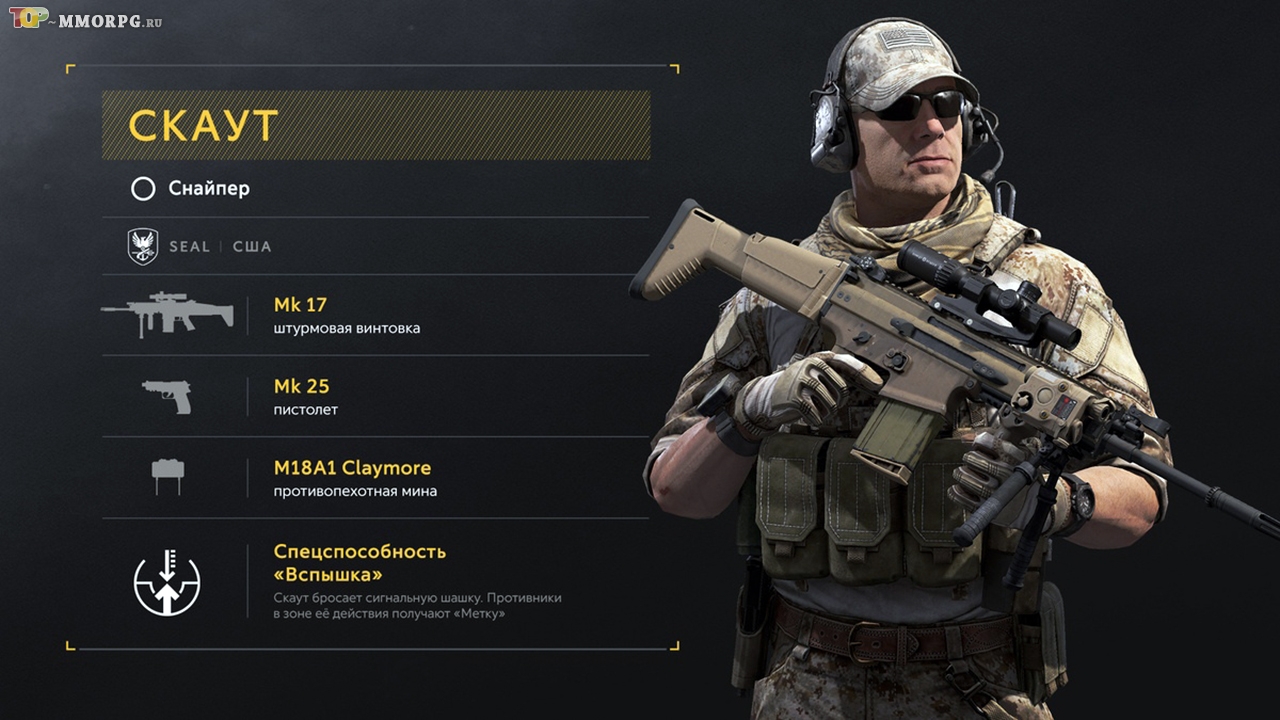 TOP~MMORPG.RU
СКАУТ
Снайпер
SEAL | США
Mk 17
штурмовая винтовка
Mk 25
пистолет
M18A1 Claymore
противопехотная мина
Спецспособность
«Вспышка»
Скаут бросает сигнальную шашку. Противники
в зоне её действия получают «Метку»